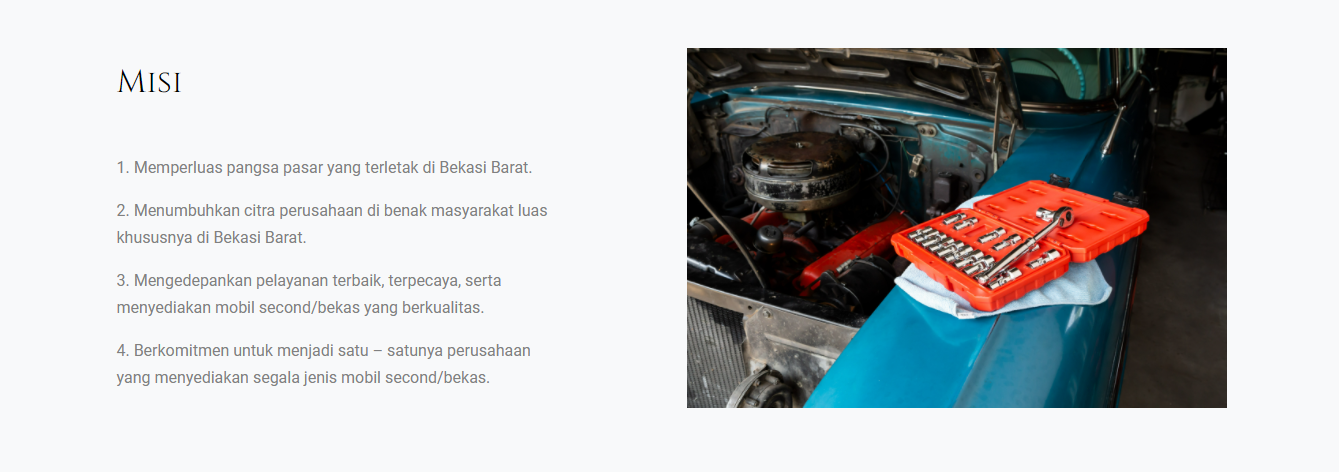 Misi
1. Memperluas pangsa pasar yang terletak di Bekasi Barat.
2. Menumbuhkan citra perusahaan di benak masyarakat luas
khususnya di Bekasi Barat.
3. Mengedepankan pelayanan terbaik, terpecaya, serta
menyediakan mobil second/bekas yang berkualitas.
4. Berkomitmen untuk menjadi satu – satunya perusahaan
yang menyediakan segala jenis mobil second/bekas.